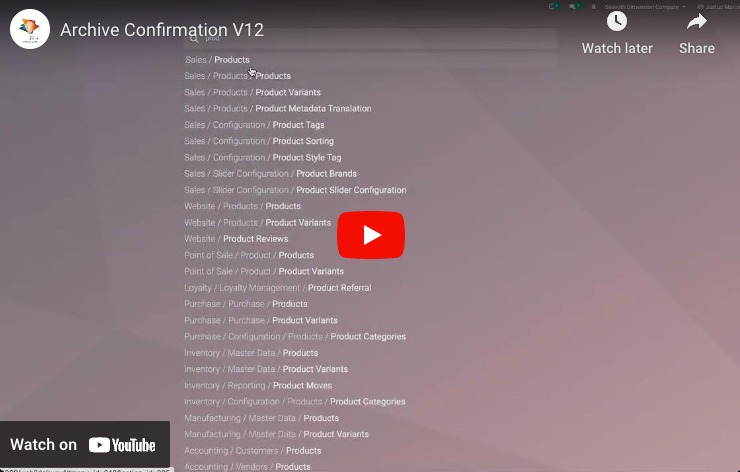 Seventh Dimension Company
Archive Confirmation V12
Watch later
Share
prod
Sales / Products
Sales / Products / Products
Sales / Products / Product Variants
Sales / Products / Product Metadata Translation
Sales / Configuration / Product Tags
Sales / Configuration / Product Sorting
Sales / Configuration / Product Style Tag
Sales / Slider Configuration / Product Brands
Sales / Slider Configuration / Product Slider Configuration
Website / Products / Products
Website / Products / Product Variants
Website / Product Reviews
Point of Sale / Product / Products
Point of Sale / Product / Product Variants
Loyalty / Loyalty Management / Product Referral
Purchase / Purchase / Products
Purchase / Purchase / Product Variants
Purchase / Configuration / Products / Product Categories
Inventory / Master Data / Products
Inventory / Master Data / Product Variants
Inventory / Reporting / Product Moves
Inventory / Configuration / Products / Product Categories
Manufacturing / Master Data / Products
Manufacturing / Master Data / Product Variants
Accounting / Customers / Products
Accounting / Vendors / Products
Watch on YouTube